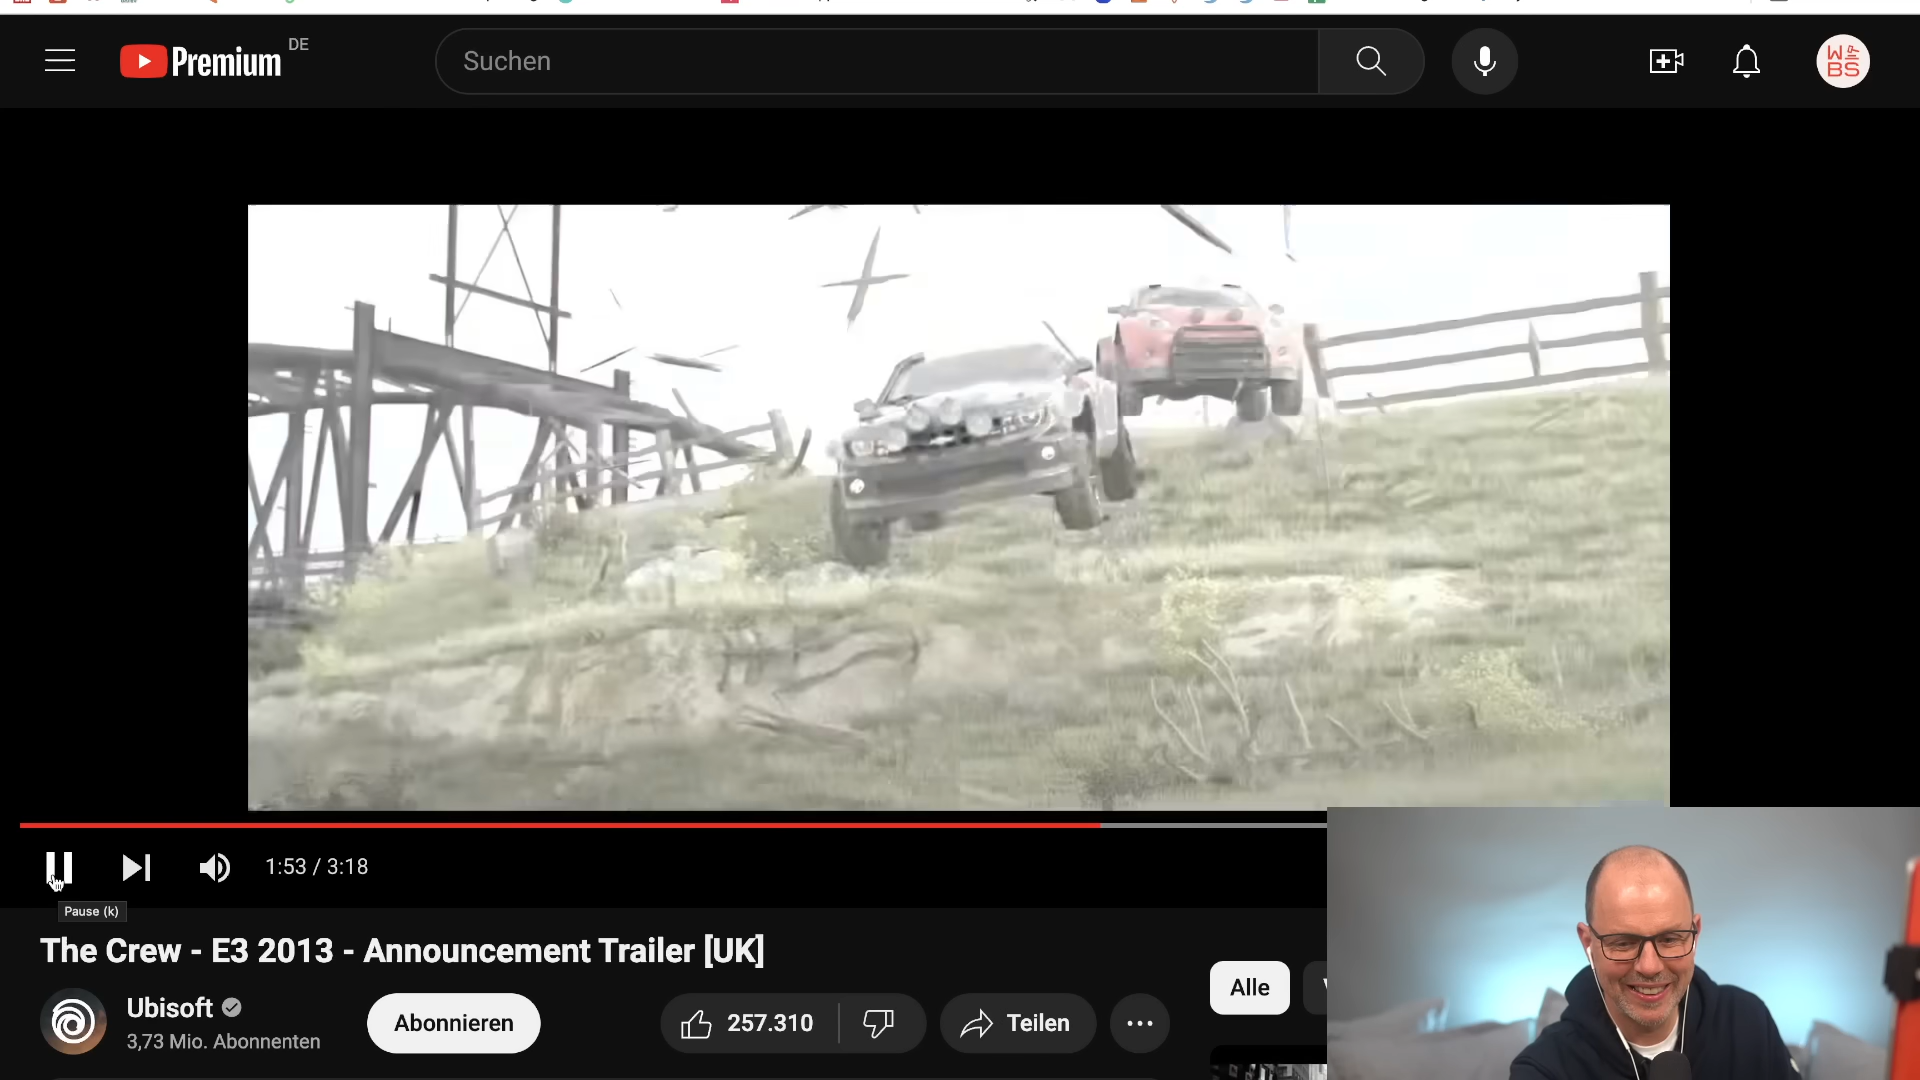 Premium DE
Suchen
WBS
1:53 / 3:18
Pause (k)
The Crew - E3 2013 - Announcement Trailer [UK]
Ubisoft
3,73 Mio. Abonnenten
Abonnieren
257.310
Teilen
Alle